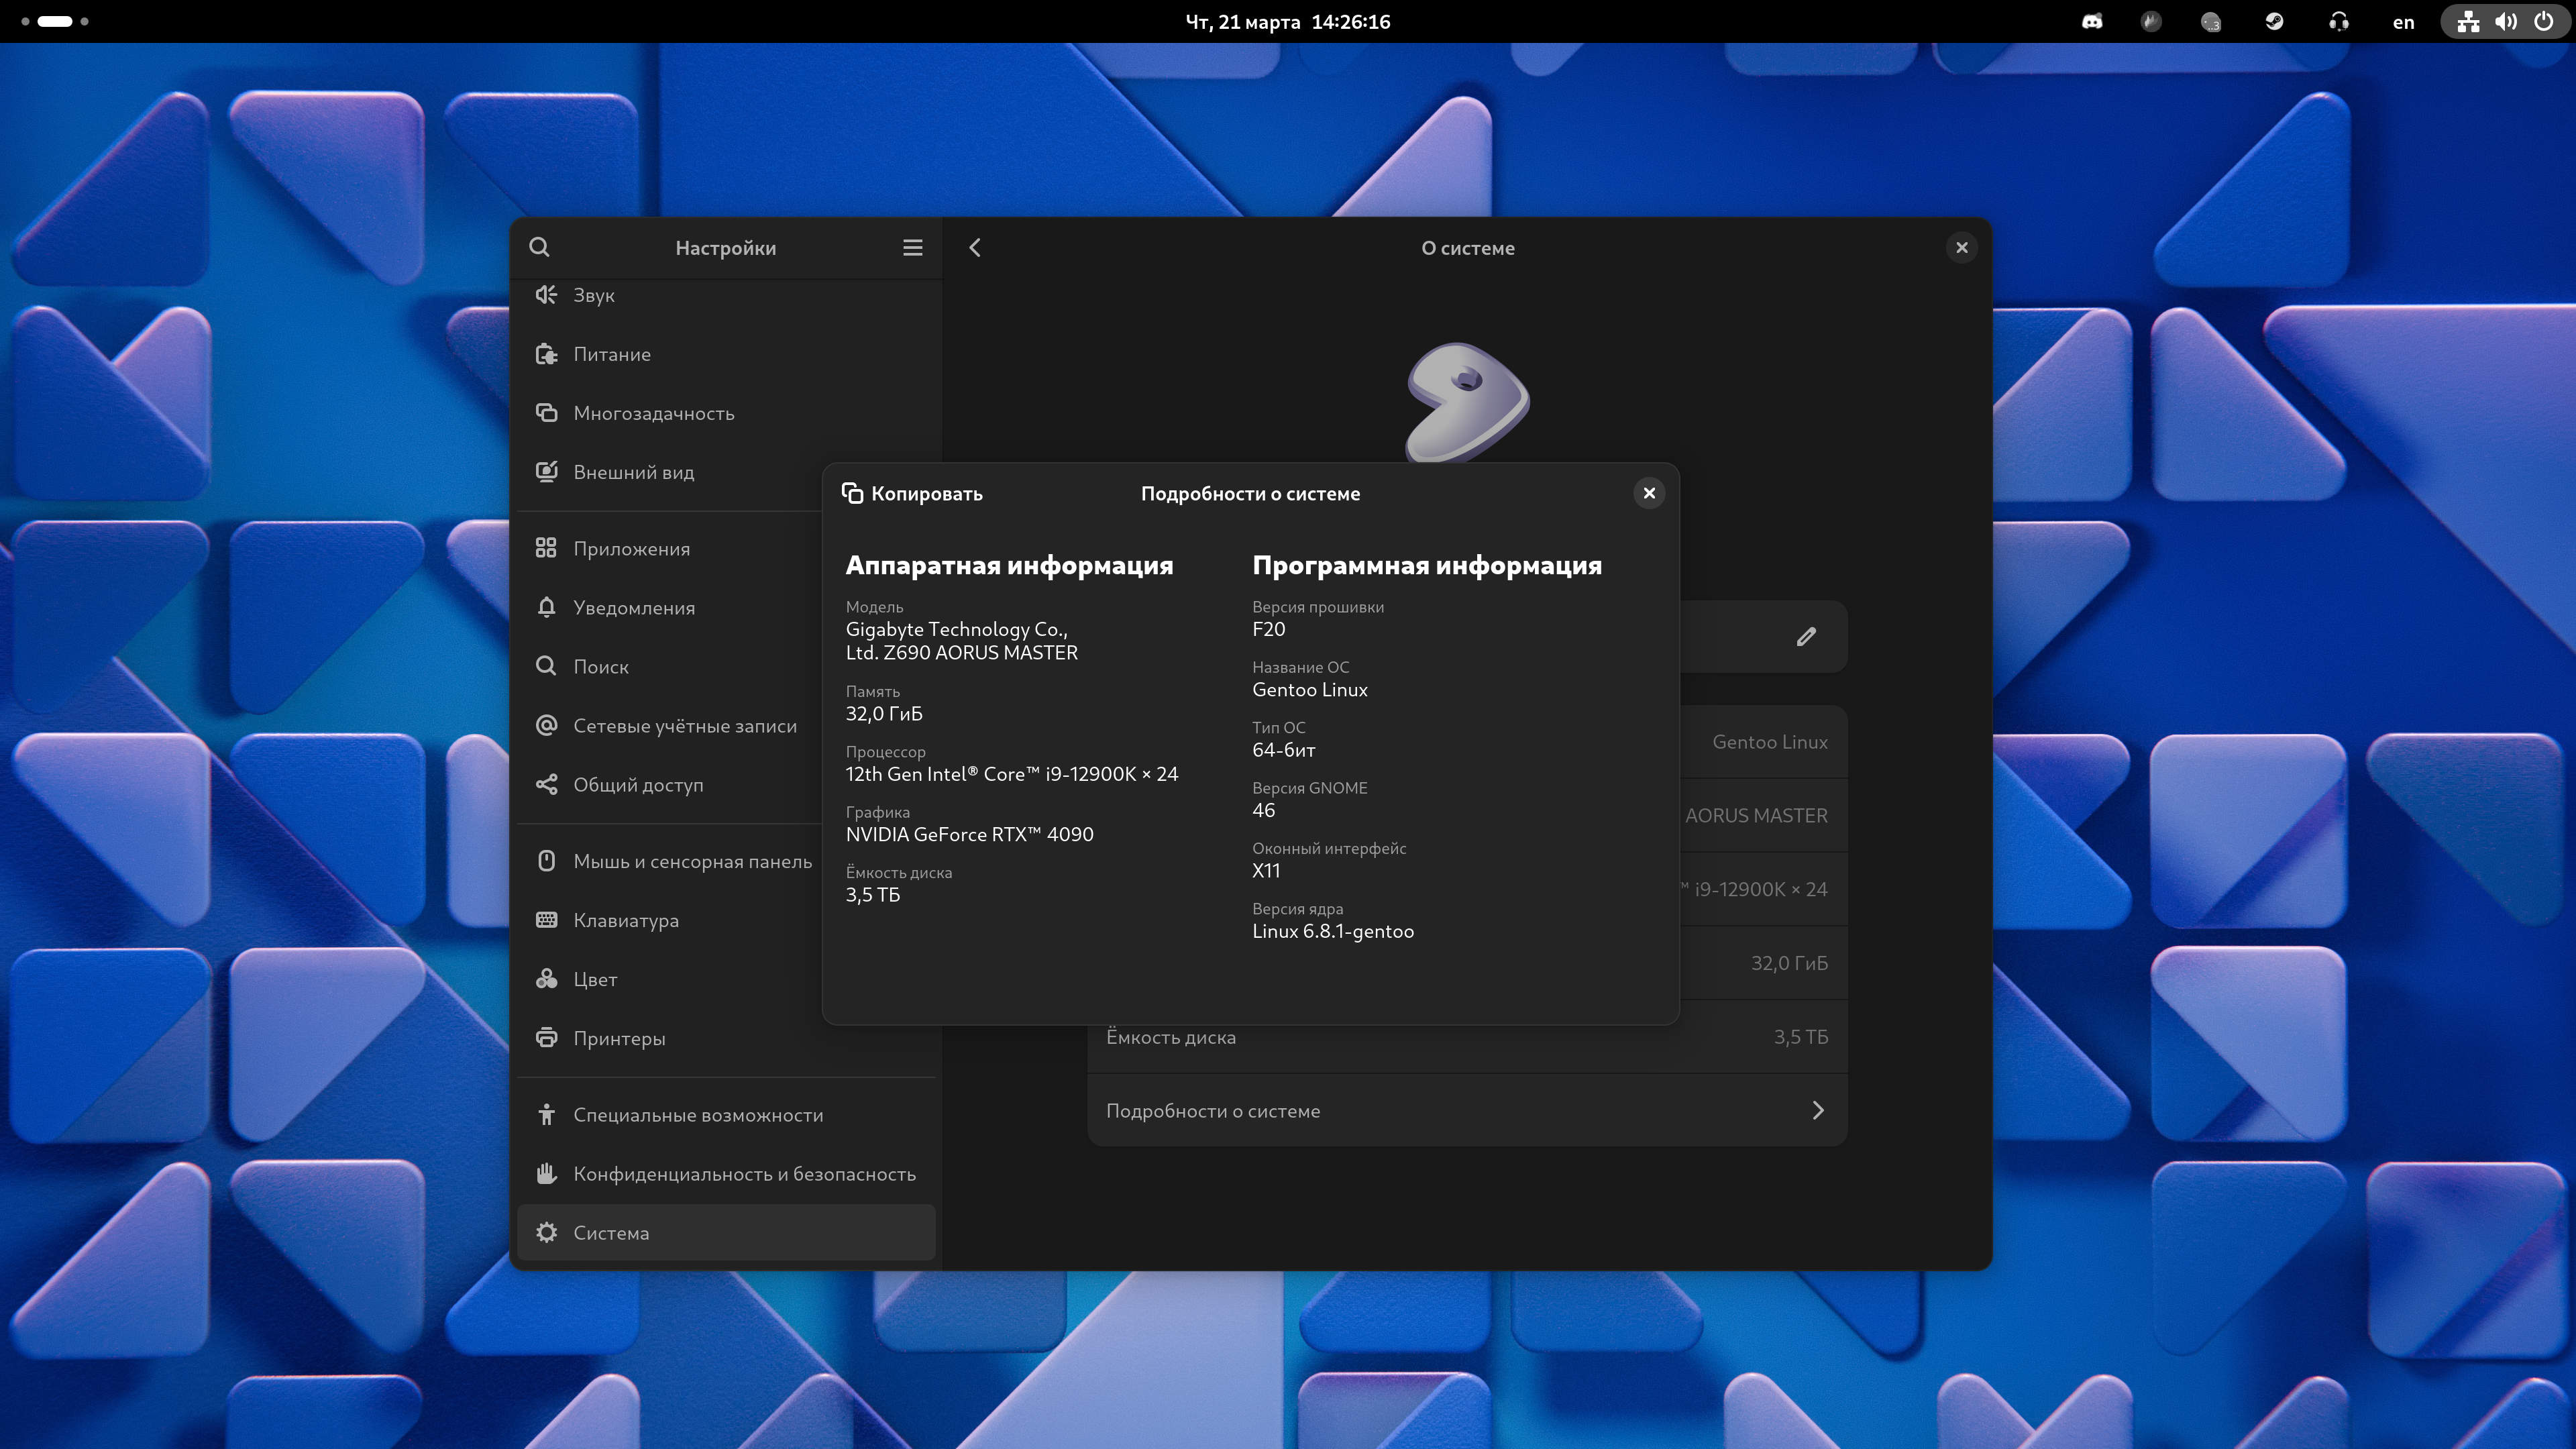 Чт, 21 марта 14:26:16
en
Настройки
О системе
Звук
Питание
Многозадачность
Внешний вид
Приложения
Уведомления
Поиск
Сетевые учётные записи
Общий доступ
Мышь и сенсорная панель
Клавиатура
Цвет
Принтеры
Специальные возможности
Конфиденциальность и безопасность
Система
Копировать
Подробности о системе
Аппаратная информация
Модель
Gigabyte Technology Co.,
Ltd. Z690 AORUS MASTER
Память
32,0 ГиБ
Процессор
12th Gen Intel® Core™ i9-12900K × 24
Графика
NVIDIA GeForce RTX™ 4090
Ёмкость диска
3,5 ТБ
Программная информация
Версия прошивки
F20
Название ОС
Gentoo Linux
Тип ОС
64-бит
Версия GNOME
46
Оконный интерфейс
X11
Версия ядра
Linux 6.8.1-gentoo
Gentoo Linux
AORUS MASTER
™ i9-12900K × 24
32,0 ГиБ
Ёмкость диска 3,5 ТБ
Подробности о системе